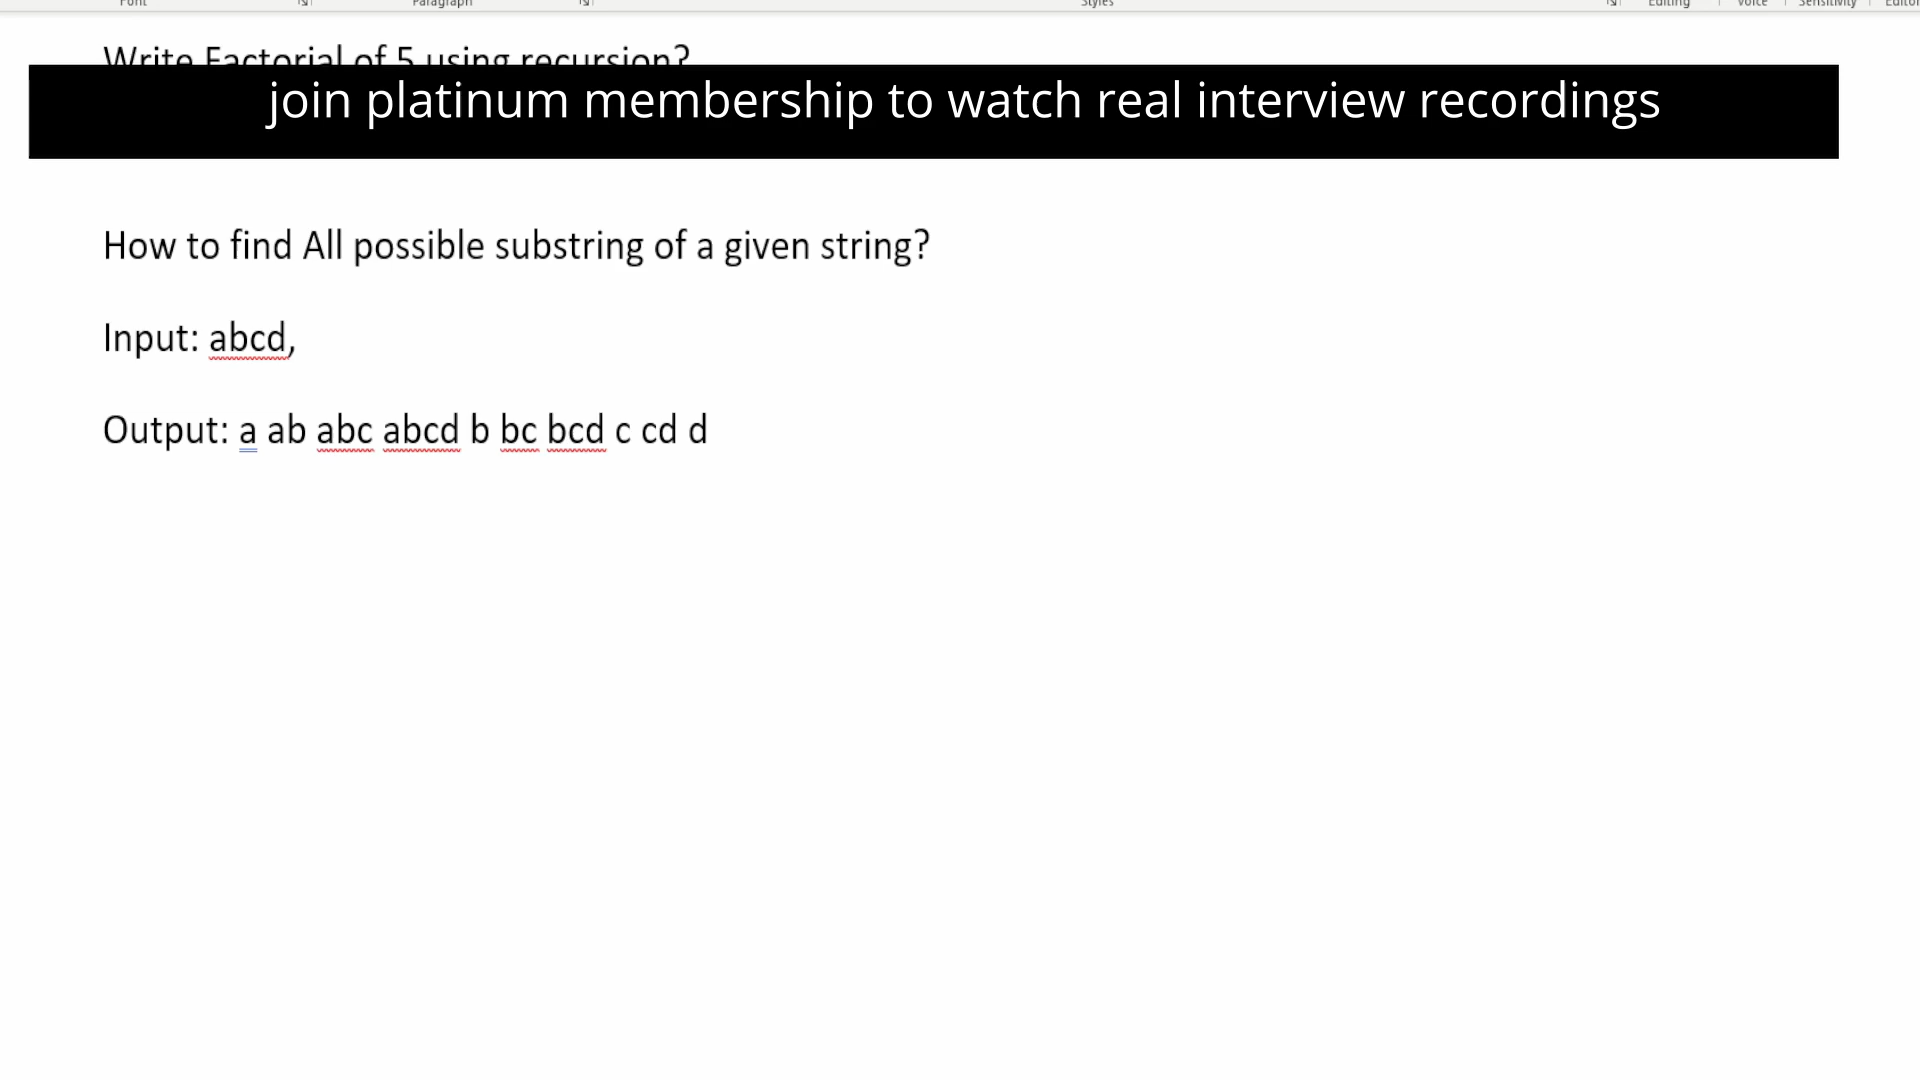 Font Paragraph Styles Editing Voice Sensitivity Editor
Write Factorial of 5 using recursion?
join platinum membership to watch real interview recordings
How to find All possible substring of a given string?
Input: abcd,
Output: a ab abc abcd b bc bcd c cd d